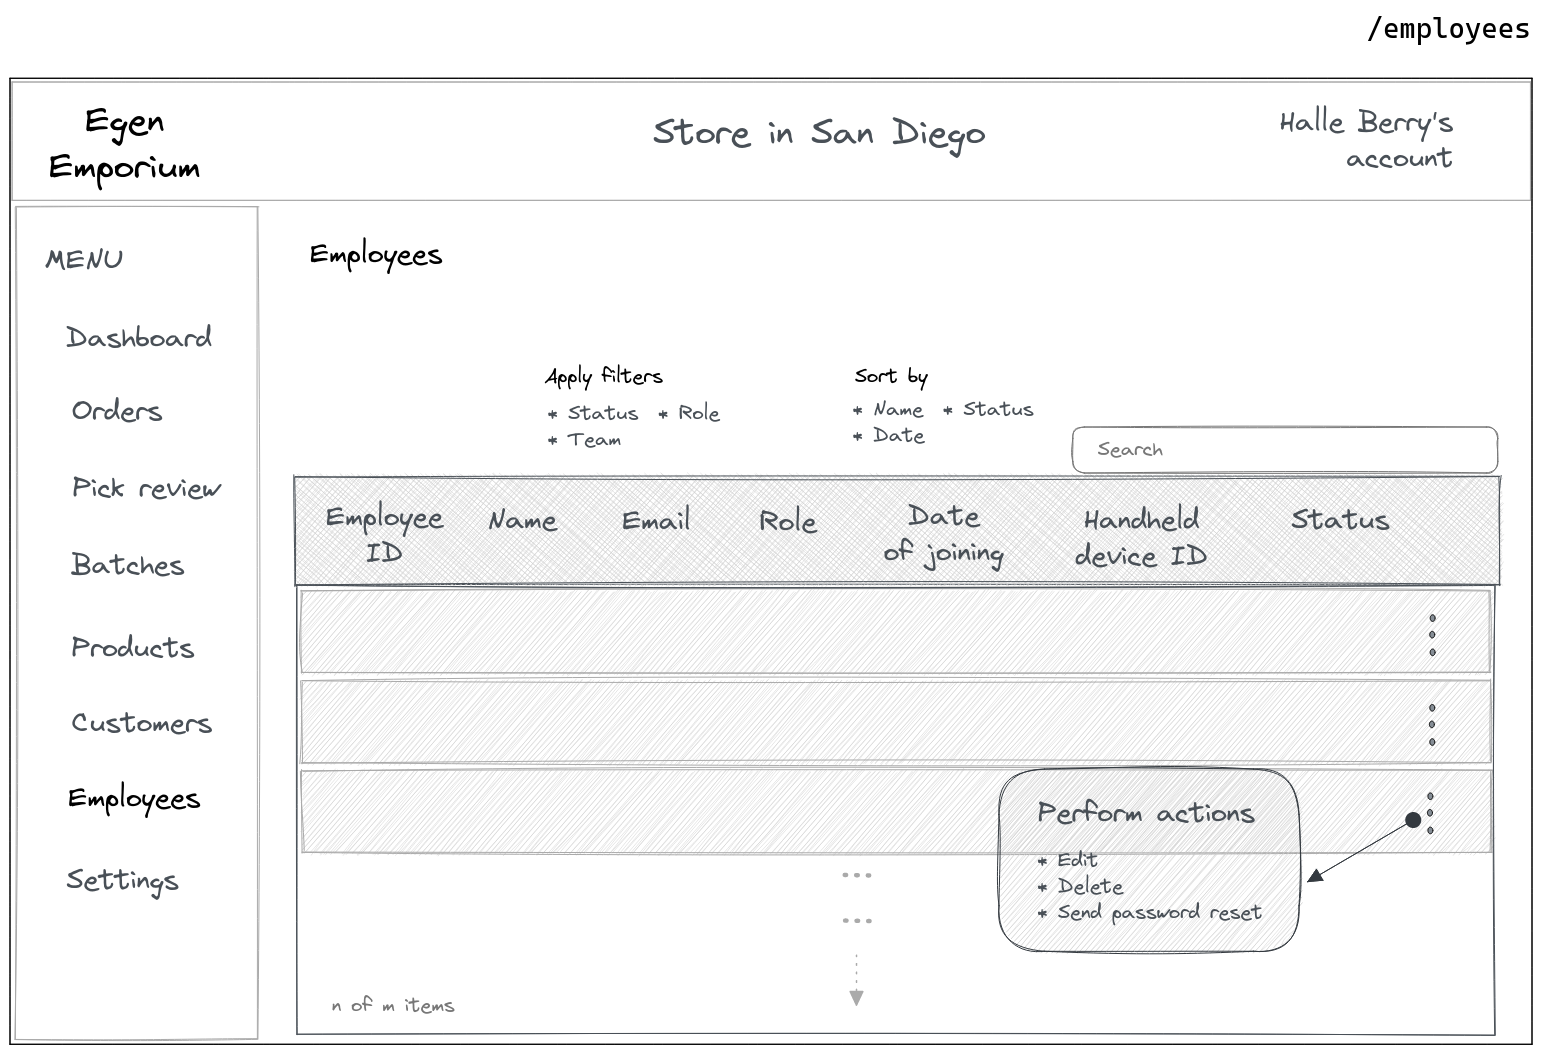 /employees
Egen
Emporium
Store in San Diego
Halle Berry's
account
MENU
Dashboard
Orders
Pick review
Batches
Products
Customers
Employees
Settings
Employees
Apply filters
* Status * Role
* Team
Sort by
* Name * Status
* Date
Search
Employee
ID
Name
Email
Role
Date
of joining
Handheld
device ID
Status
Perform actions
* Edit
* Delete
* Send password reset
...
...
n of m items